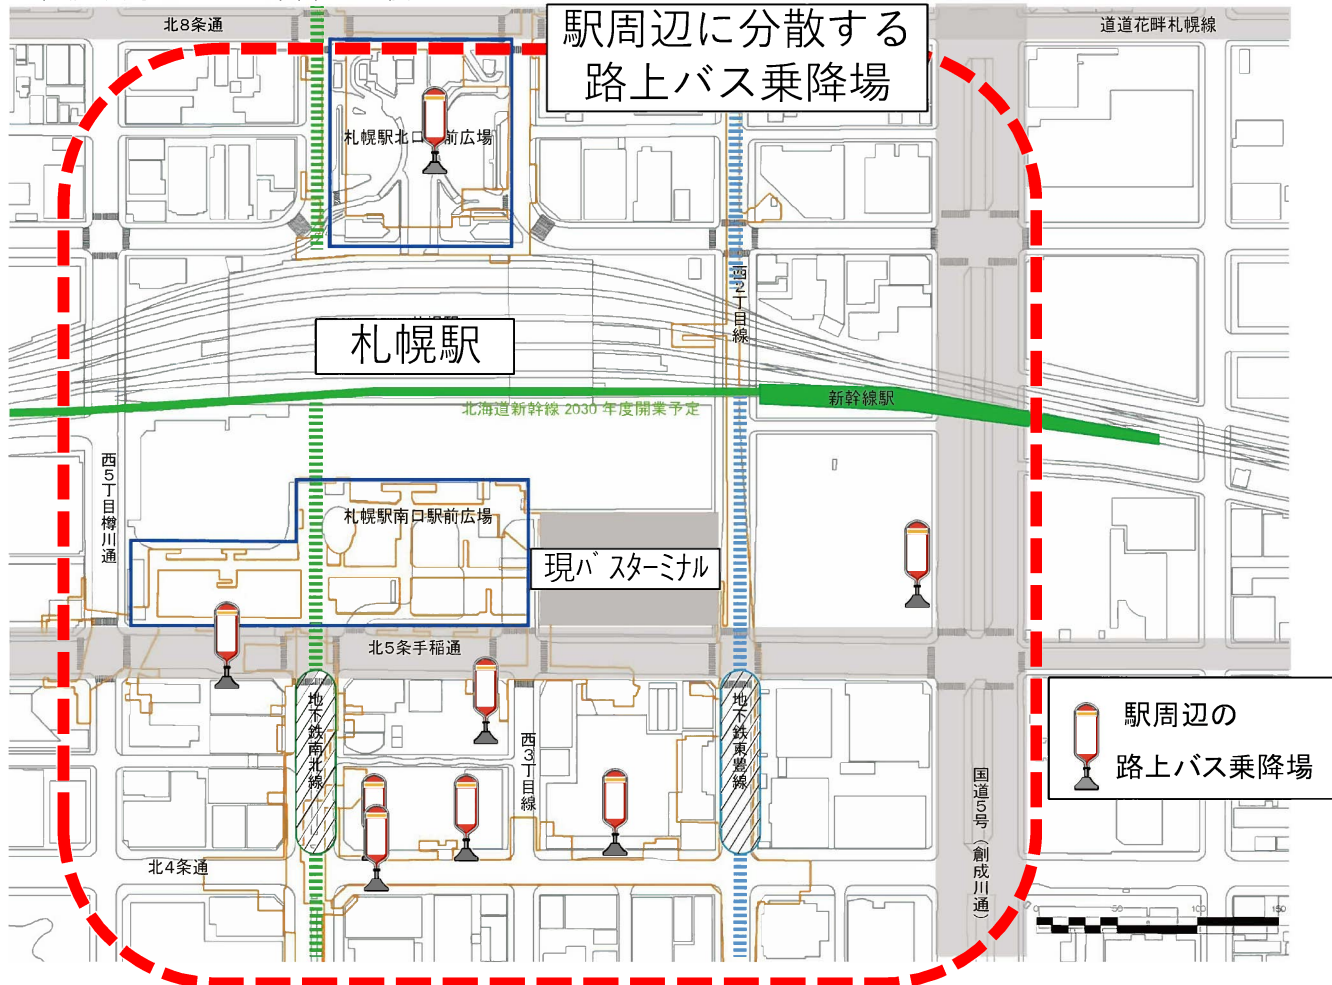 北8条通
駅周辺に分散する
路上バス乗降場
道道花畔札幌線
札幌駅北口
前広場
西2丁目線
札幌駅
新幹線駅
北海道新幹線 2030 年度開業予定
西5丁目樽川通
札幌駅南口駅前広場
現バスターミナル
北5条手稲通
地下鉄南北線
西3丁目線
地下鉄東豊線
駅周辺の
路上バス乗降場
国道5号（創成川通）
北4条通
0 50 100 150